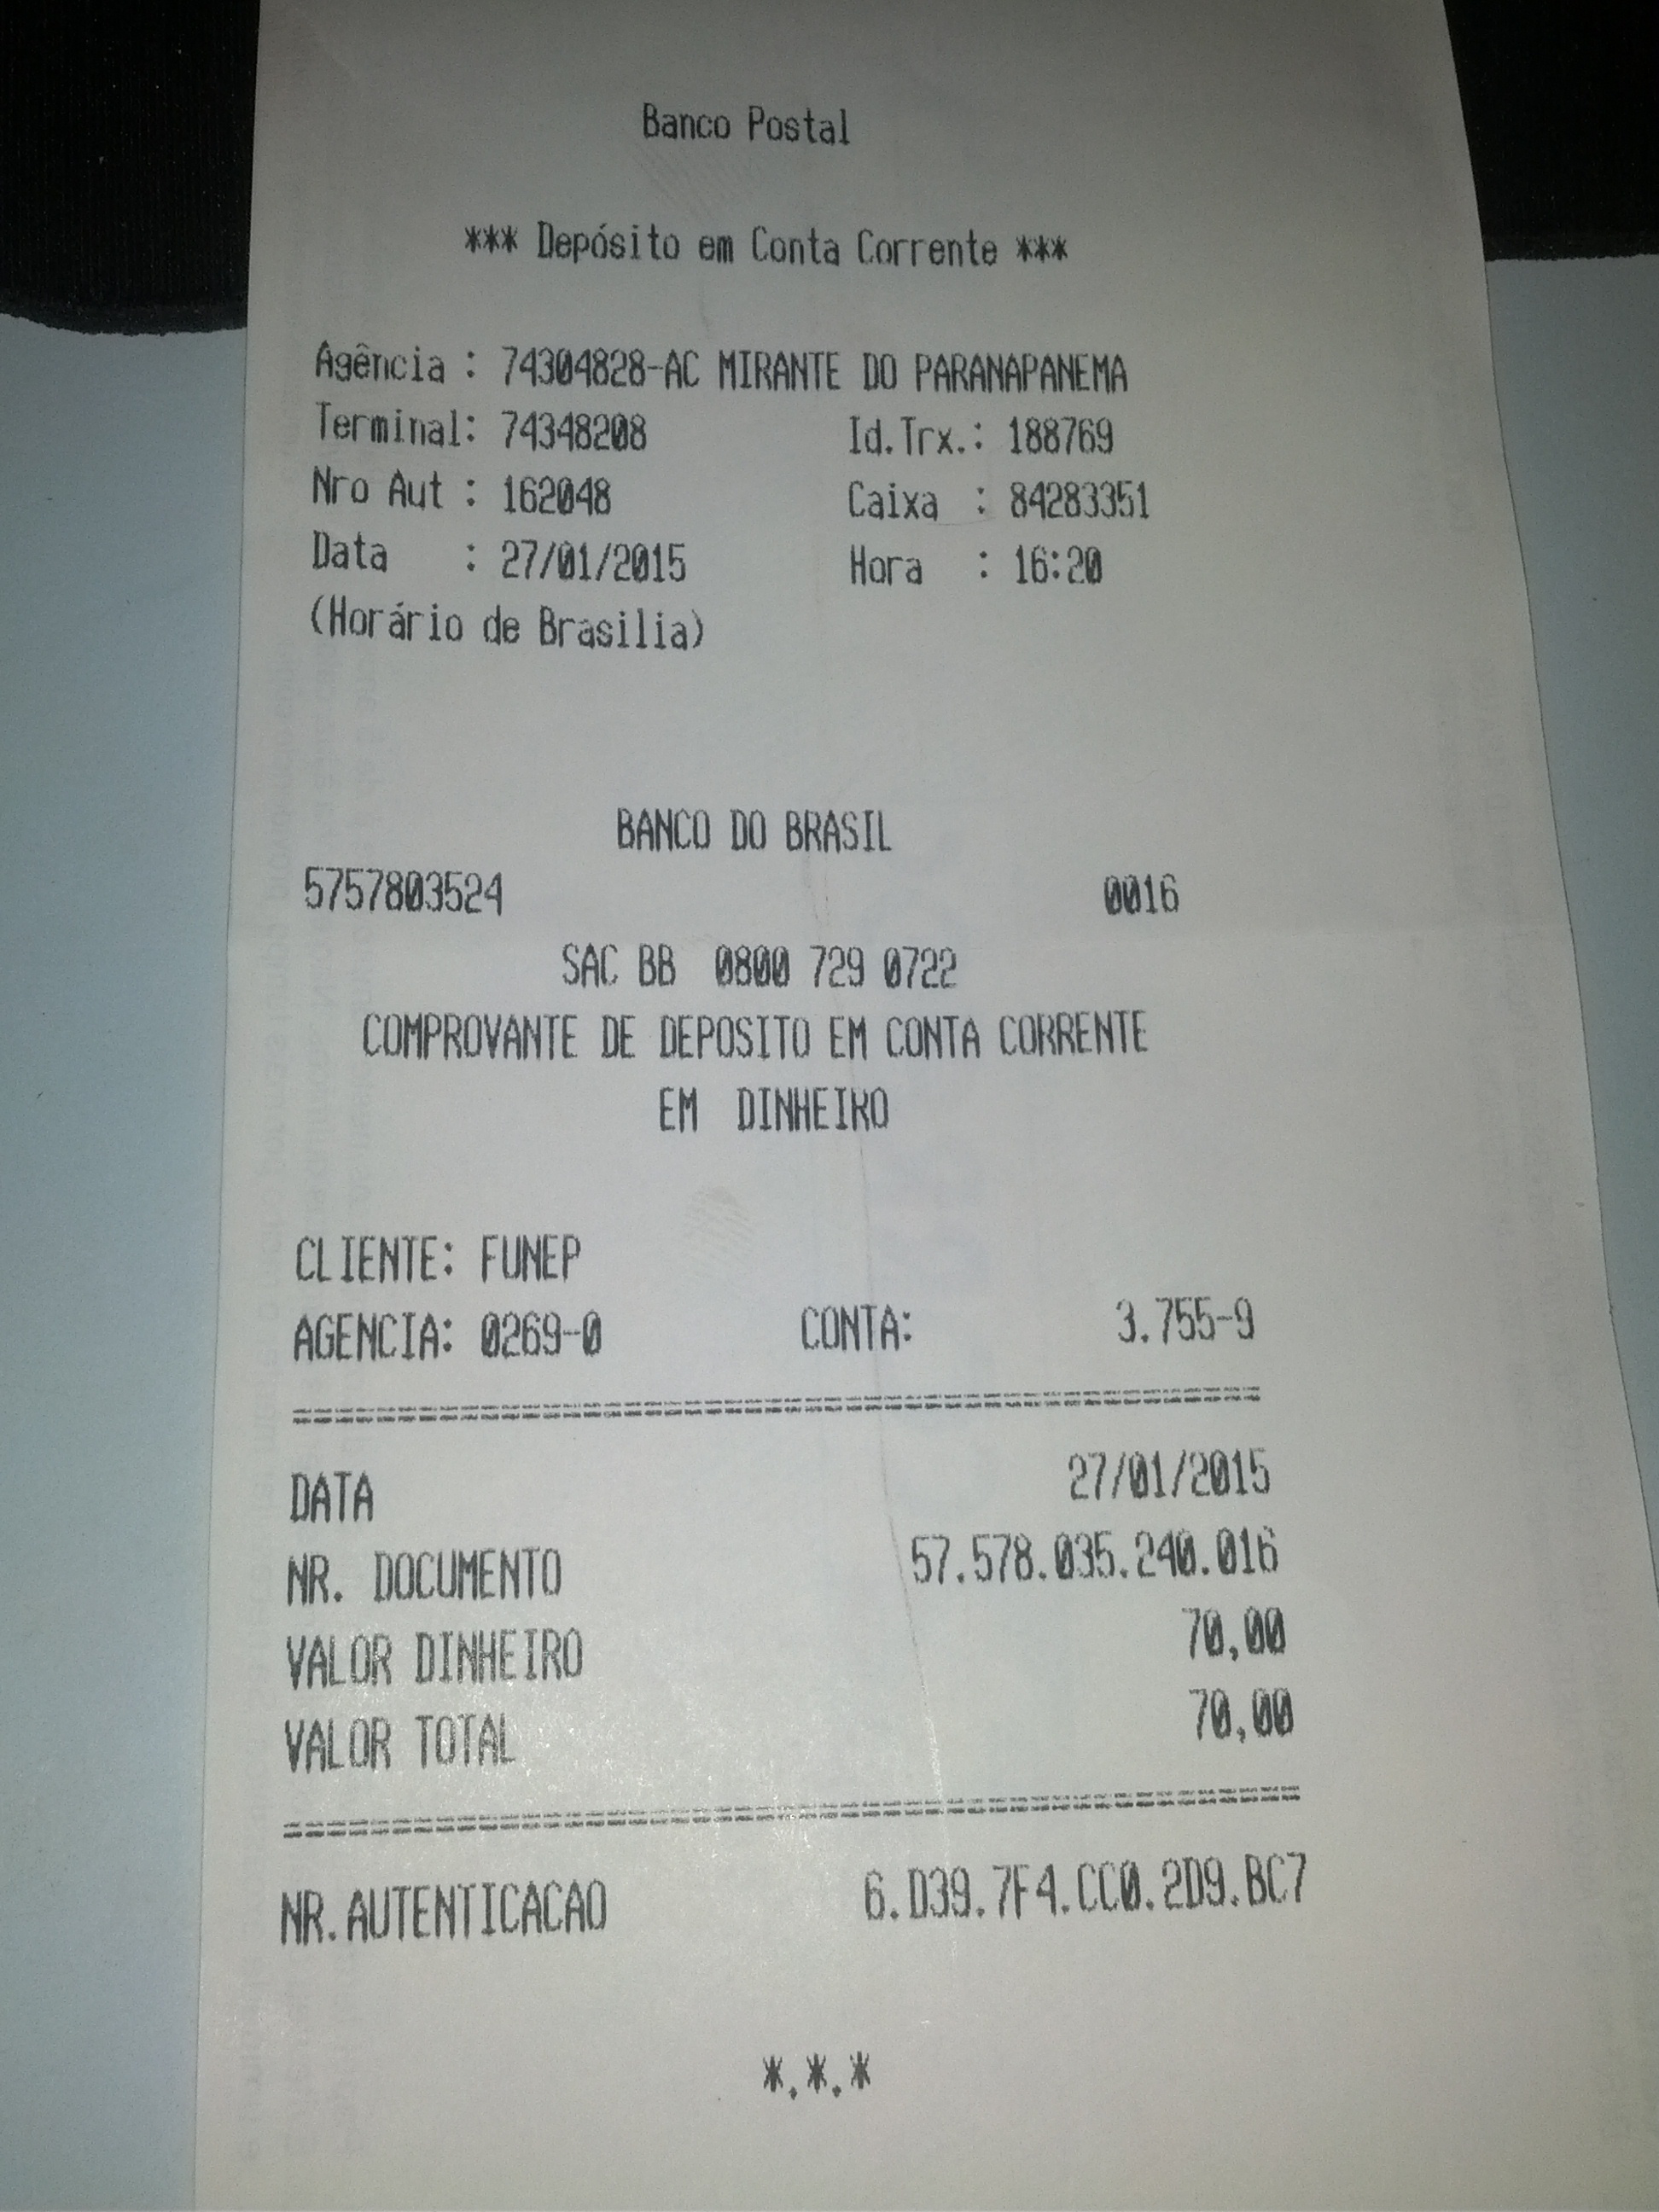 Banco Postal
*** Depósito em Conta Corrente ***
Agência : 74304828-AC MIRANTE DO PARANAPANEMA
Terminal: 74348208 Id.Trx.: 188769
Nro Aut : 162048 Caixa : 84283351
Data : 27/01/2015 Hora : 16:20
(Horário de Brasilia)
BANCO DO BRASIL
5757803524 0016
SAC BB 0800 729 0722
COMPROVANTE DE DEPOSITO EM CONTA CORRENTE
EM DINHEIRO
CLIENTE: FUNEP
AGENCIA: 0269-0 CONTA: 3.755-9
DATA 27/01/2015
NR. DOCUMENTO 57.578.035.240.016
VALOR DINHEIRO 70,00
VALOR TOTAL 70,00
NR.AUTENTICACAO 6.D39.7F4.CC0.2D9.BC7
*.*.*